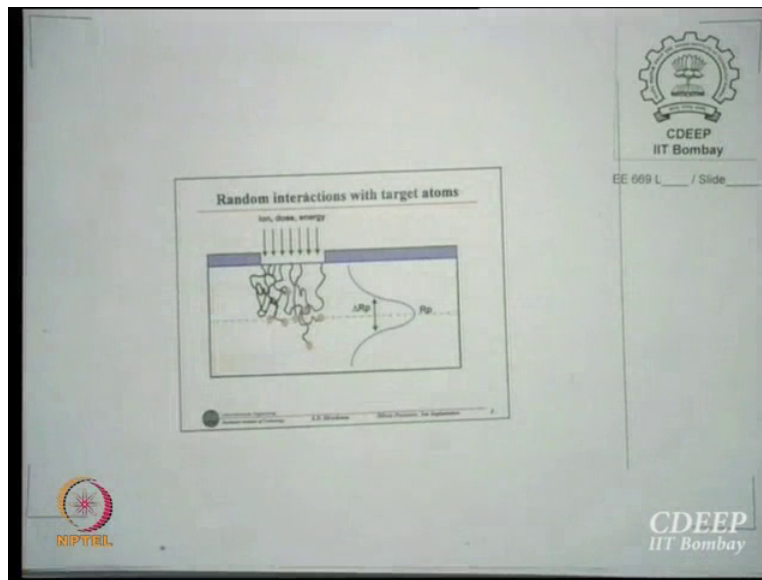 CDEEP
IIT Bombay
EE 669 L____ / Slide____
Random interactions with target atoms
Ion, dose, energy
ΔRp
Rp
NPTEL
CDEEP
IIT Bombay